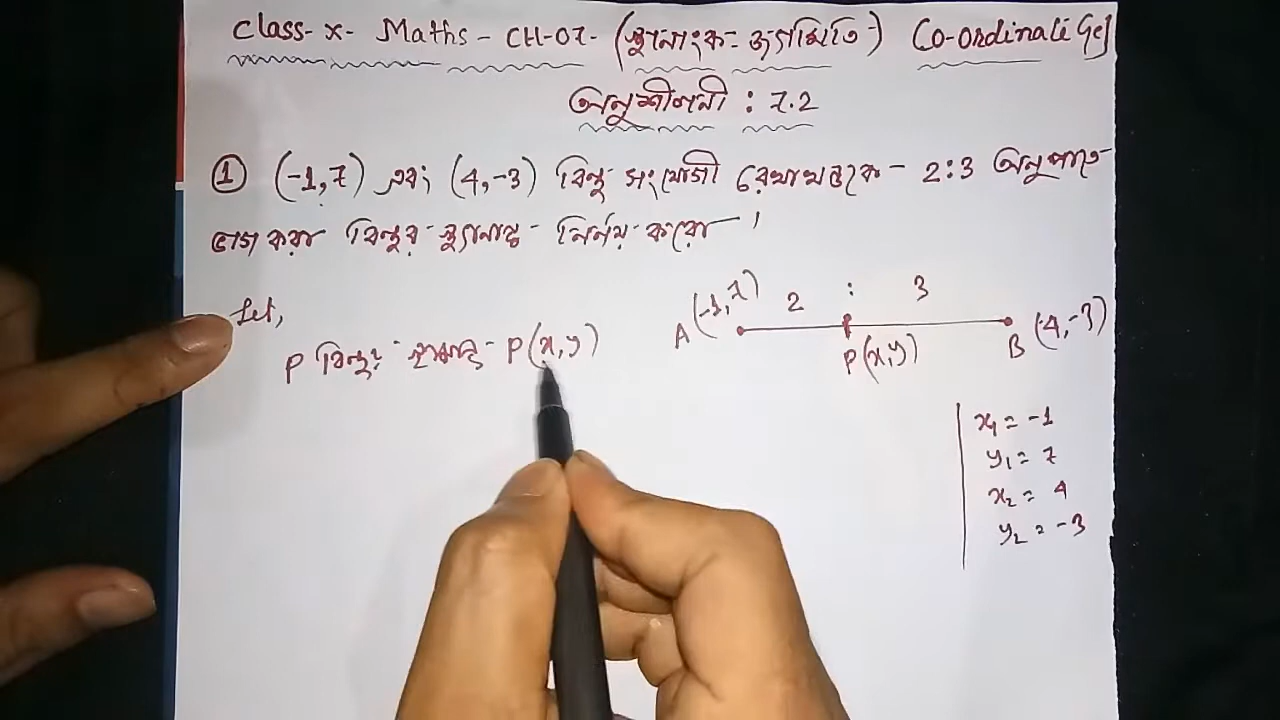 Class-X- Maths- CH-07- (স্থানাংক- জ্যামিতি-) Co-ordinate Geo
অনুশীলনী : 7.2
① (-1,7) এবং (4,-3) বিন্দু সংযোগী রেখাখণ্ডকে- 2:3 অনুপাতে
ভাগ করা বিন্দুর স্থানাঙ্ক নির্ণয় করো।
Let,
P বিন্দুর স্থানাঙ্ক P(x,y)
A (-1,7) 2 : 3 B (4,-3)
P
P(x,y)
x₁ = -1
y₁ = 7
x₂ = 4
y₂ = -3